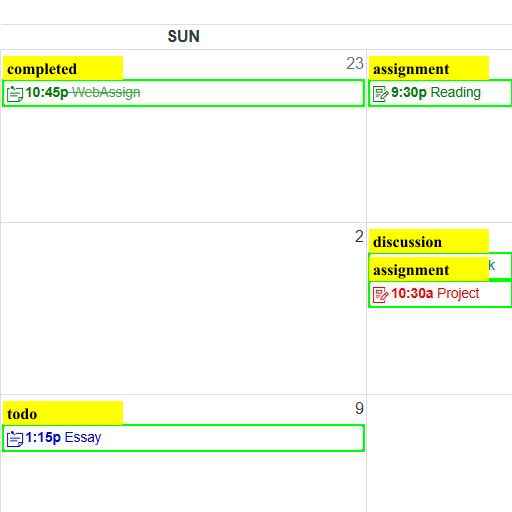 SUN
23
completed
10:45p WebAssign
assignment
9:30p Reading
2
discussion
assignment
10:30a Project
9
todo
1:15p Essay